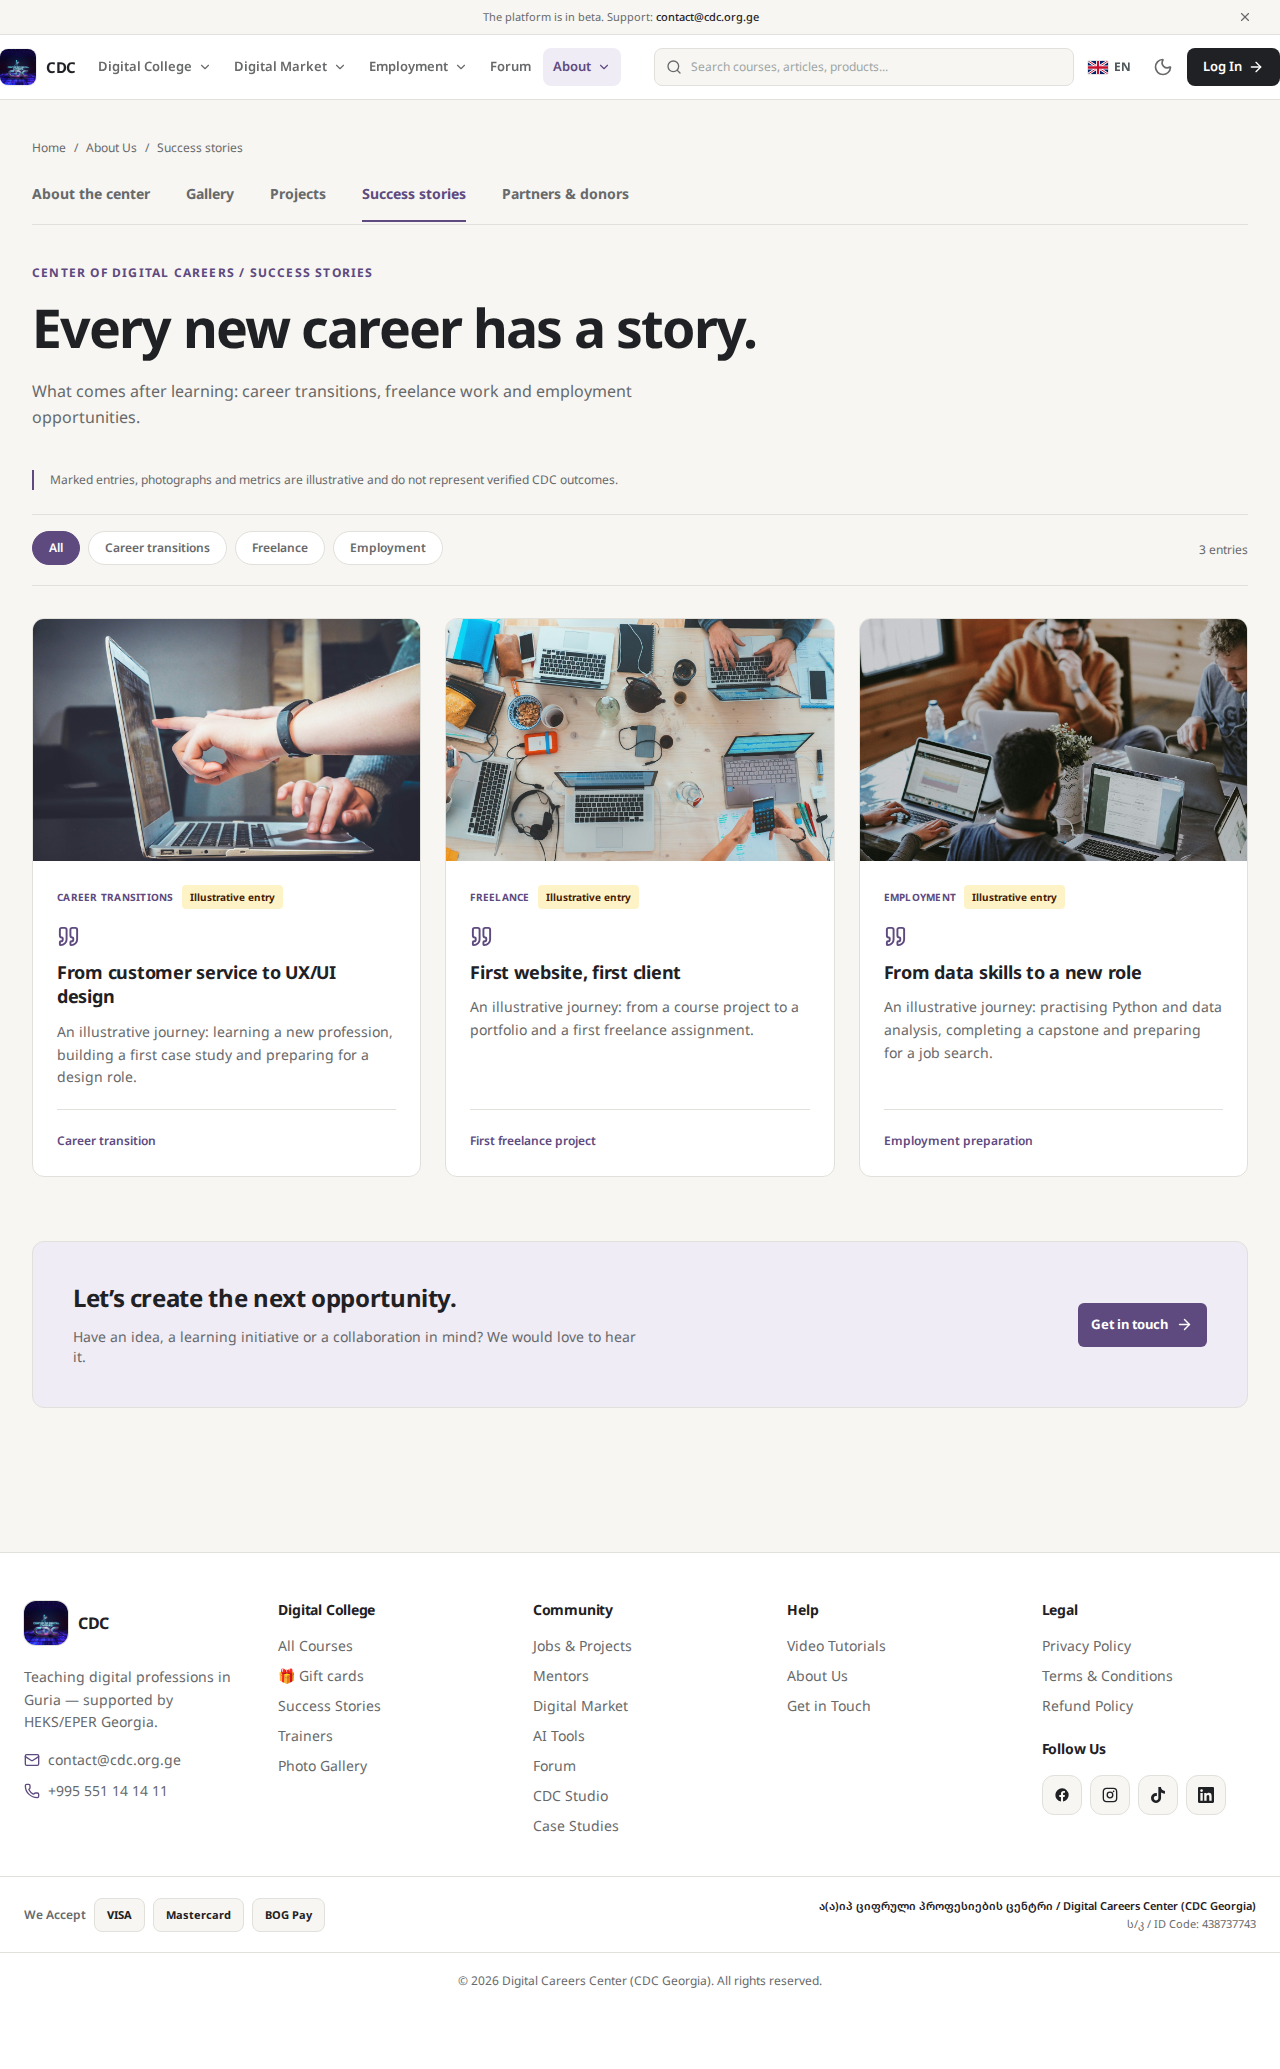 The platform is in beta. Support: contact@cdc.org.ge
CDC
Digital College
Digital Market
Employment
Forum
About
Search courses, articles, products...
EN
Log In
Home / About Us / Success stories
About the center
Gallery
Projects
Success stories
Partners & donors
CENTER OF DIGITAL CAREERS / SUCCESS STORIES
Every new career has a story.
What comes after learning: career transitions, freelance work and employment
opportunities.
Marked entries, photographs and metrics are illustrative and do not represent verified CDC outcomes.
All
Career transitions
Freelance
Employment
3 entries
CAREER TRANSITIONS
Illustrative entry
From customer service to UX/UI
design
An illustrative journey: learning a new profession,
building a first case study and preparing for a
design role.
Career transition
FREELANCE
Illustrative entry
First website, first client
An illustrative journey: from a course project to a
portfolio and a first freelance assignment.
First freelance project
EMPLOYMENT
Illustrative entry
From data skills to a new role
An illustrative journey: practising Python and data
analysis, completing a capstone and preparing
for a job search.
Employment preparation
Let’s create the next opportunity.
Have an idea, a learning initiative or a collaboration in mind? We would love to hear
it.
Get in touch
CDC
Teaching digital professions in
Guria — supported by
HEKS/EPER Georgia.
contact@cdc.org.ge
+995 551 14 14 11
Digital College
All Courses
🎁 Gift cards
Success Stories
Trainers
Photo Gallery
Community
Jobs & Projects
Mentors
Digital Market
AI Tools
Forum
CDC Studio
Case Studies
Help
Video Tutorials
About Us
Get in Touch
Legal
Privacy Policy
Terms & Conditions
Refund Policy
Follow Us
We Accept
VISA
Mastercard
BOG Pay
ა(ა)იპ ციფრული პროფესიების ცენტრი / Digital Careers Center (CDC Georgia)
ს/კ / ID Code: 438737743
© 2026 Digital Careers Center (CDC Georgia). All rights reserved.